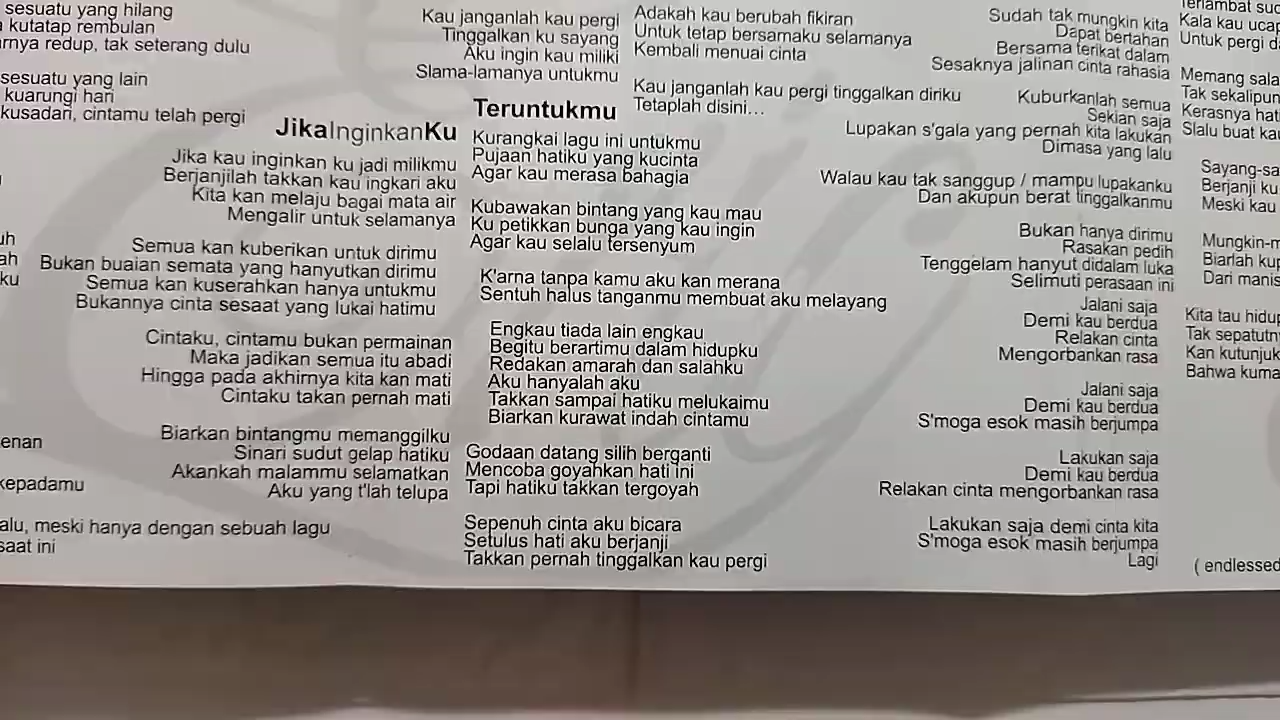 sesuatu yang hilang
kutatap rembulan
redup, tak seterang dulu
sesuatu yang lain
kuarungi hari
kusadari, cintamu telah pergi
kepadamu
meski hanya dengan sebuah lagu
saat ini
Kau janganlah kau pergi
Tinggalkan ku sayang
Aku ingin kau miliki
Slama-lamanya untukmu
JikaInginkanKu
Jika kau inginkan ku jadi milikmu
Berjanjilah takkan kau ingkari aku
Kita kan melaju bagai mata air
Mengalir untuk selamanya
Semua kan kuberikan untuk dirimu
Bukan buaian semata yang hanyutkan dirimu
Semua kan kuserahkan hanya untukmu
Bukannya cinta sesaat yang lukai hatimu
Cintaku, cintamu bukan permainan
Maka jadikan semua itu abadi
Hingga pada akhirnya kita kan mati
Cintaku takan pernah mati
Biarkan bintangmu memanggilku
Sinari sudut gelap hatiku
Akankah malammu selamatkan
Aku yang t'lah telupa
Adakah kau berubah fikiran
Untuk tetap bersamaku selamanya
Kembali menuai cinta
Kau janganlah kau pergi tinggalkan diriku
Tetaplah disini...
Teruntukmu
Kurangkai lagu ini untukmu
Pujaan hatiku yang kucinta
Agar kau merasa bahagia
Kubawakan bintang yang kau mau
Ku petikkan bunga yang kau ingin
Agar kau selalu tersenyum
K'arna tanpa kamu aku kan merana
Sentuh halus tanganmu membuat aku melayang
Engkau tiada lain engkau
Begitu berartimu dalam hidupku
Redakan amarah dan salahku
Aku hanyalah aku
Takkan sampai hatiku melukaimu
Biarkan kurawat indah cintamu
Godaan datang silih berganti
Mencoba goyahkan hati ini
Tapi hatiku takkan tergoyah
Sepenuh cinta aku bicara
Setulus hati aku berjanji
Takkan pernah tinggalkan kau pergi
Sudah tak mungkin kita
Dapat bertahan
Bersama terikat dalam
Sesaknya jalinan cinta rahasia
Kuburkanlah semua
Sekian saja
Lupakan s'gala yang pernah kita lakukan
Dimasa yang lalu
Walau kau tak sanggup / mampu lupakanku
Dan akupun berat tinggalkanmu
Bukan hanya dirimu
Rasakan pedih
Tenggelam hanyut didalam luka
Selimuti perasaan ini
Jalani saja
Demi kau berdua
Relakan cinta
Mengorbankan rasa
Jalani saja
Demi kau berdua
S'moga esok masih berjumpa
Lakukan saja
Demi kau berdua
Relakan cinta mengorbankan rasa
Lakukan saja demi cinta kita
S'moga esok masih berjumpa
Lagi
Kala kau
Untuk pergi
Memang
Tak
Kerasnya
Slalu buat
Berjanji
Meski kau
Biarlah
Dari
Kita tau
Tak
Kan
Bahwa
( endlessed